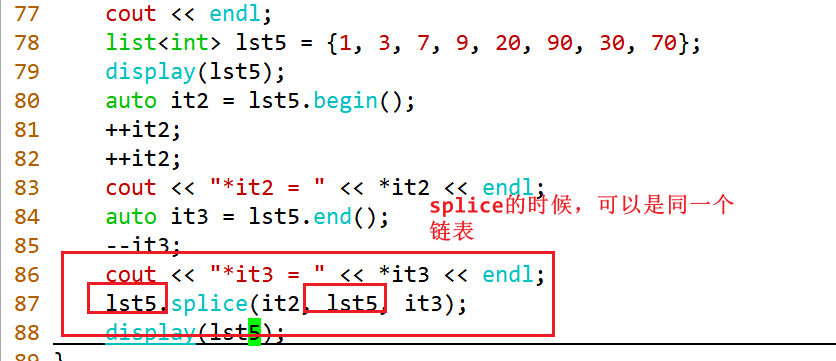 77 cout << endl;
78 list<int> lst5 = {1, 3, 7, 9, 20, 90, 30, 70};
79 display(lst5);
80 auto it2 = lst5.begin();
81 ++it2;
82 ++it2;
83 cout << "*it2 = " << *it2 << endl;
84 auto it3 = lst5.end();
splice的时候，可以是同一个
链表
85 --it3;
86 cout << "*it3 = " << *it3 << endl;
87 lst5.splice(it2, lst5, it3);
88 display(lst5);
89 }